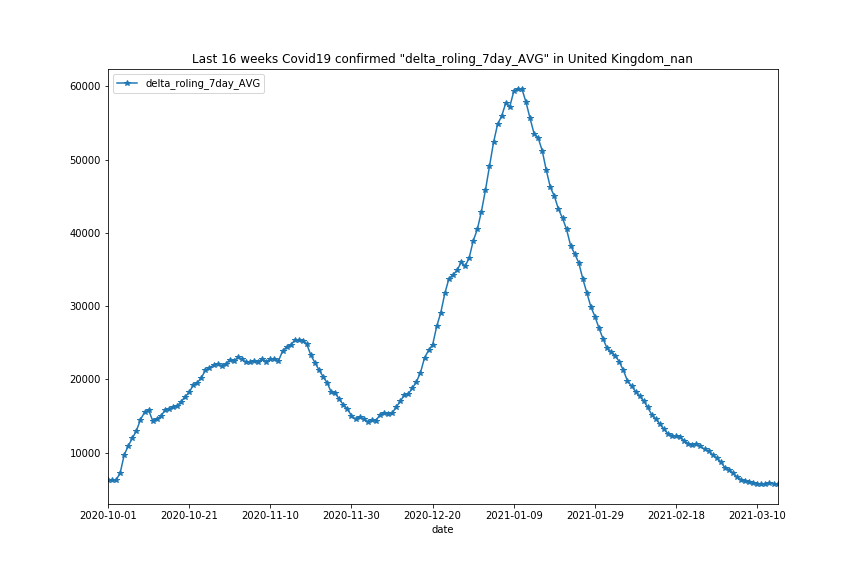 Last 16 weeks Covid19 confirmed "delta_roling_7day_AVG" in United Kingdom_nan
delta_roling_7day_AVG
60000
50000
40000
30000
20000
10000
2020-10-01 2020-10-21 2020-11-10 2020-11-30 2020-12-20 2021-01-09 2021-01-29 2021-02-18 2021-03-10
date